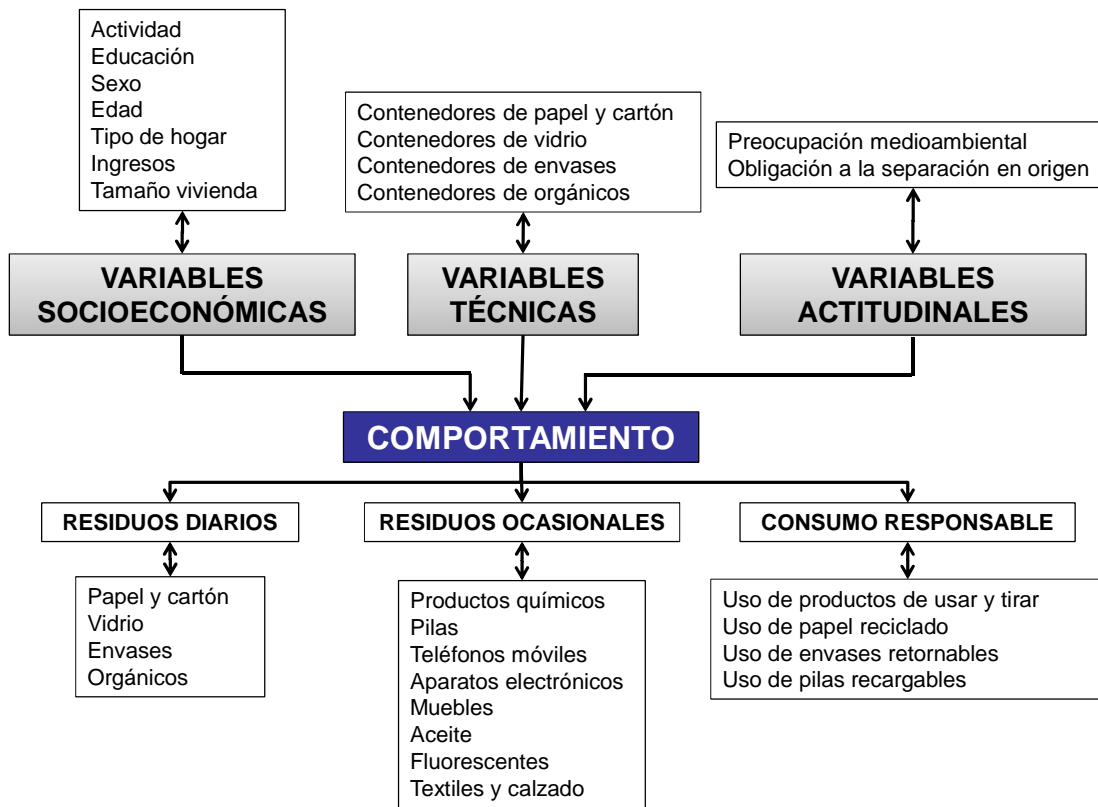 Actividad
Educación
Sexo
Edad
Tipo de hogar
Ingresos
Tamaño vivienda
Contenedores de papel y cartón
Contenedores de vidrio
Contenedores de envases
Contenedores de orgánicos
Preocupación medioambiental
Obligación a la separación en origen
VARIABLES
SOCIOECONÓMICAS
VARIABLES
TÉCNICAS
VARIABLES
ACTITUDINALES
COMPORTAMIENTO
RESIDUOS DIARIOS
RESIDUOS OCASIONALES
CONSUMO RESPONSABLE
Papel y cartón
Vidrio
Envases
Orgánicos
Productos químicos
Pilas
Teléfonos móviles
Aparatos electrónicos
Muebles
Aceite
Fluorescentes
Textiles y calzado
Uso de productos de usar y tirar
Uso de papel reciclado
Uso de envases retornables
Uso de pilas recargables